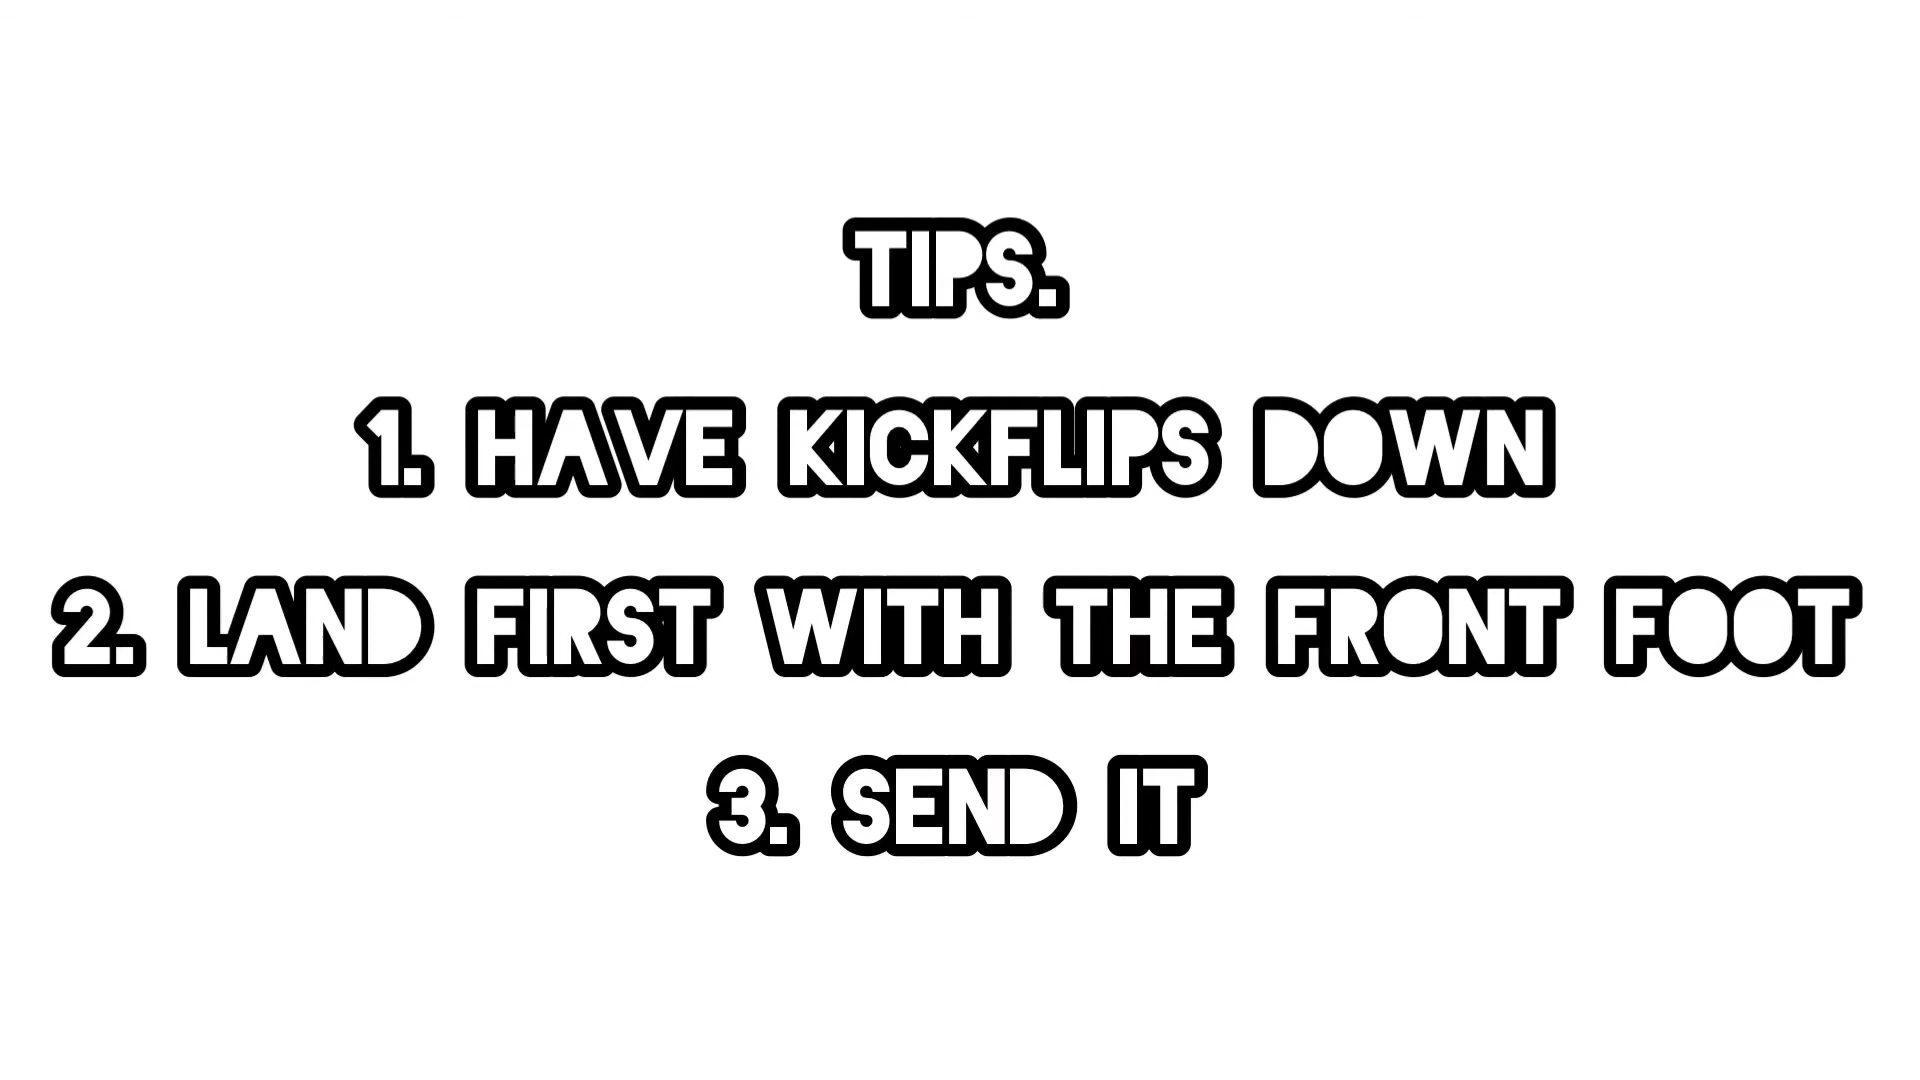 TIPS.
1. HAVE KICKFLIPS DOWN
2. LAND FIRST WITH THE FRONT FOOT
3. SEND IT